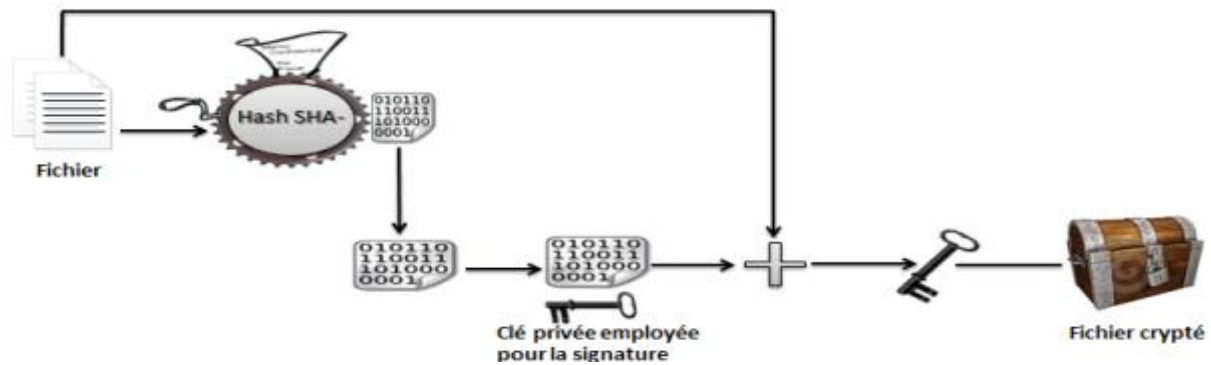 Confidential
Hash SHA-
010110
110011
101000
0001
Fichier
010110
110011
101000
0001
010110
110011
101000
0001
Clé privée employée
pour la signature
Fichier crypté